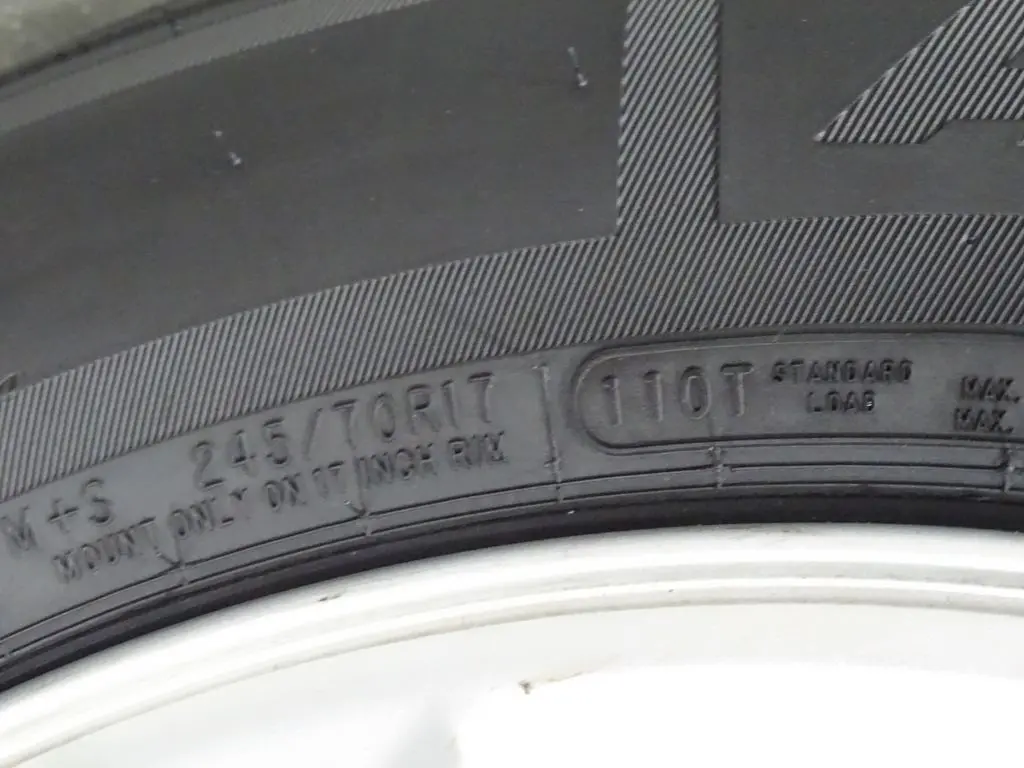 M+S 245/70R17
MOUNT ONLY ON 17 INCH RIM
110T STANDARD
LOAD
MAX.
MAX.